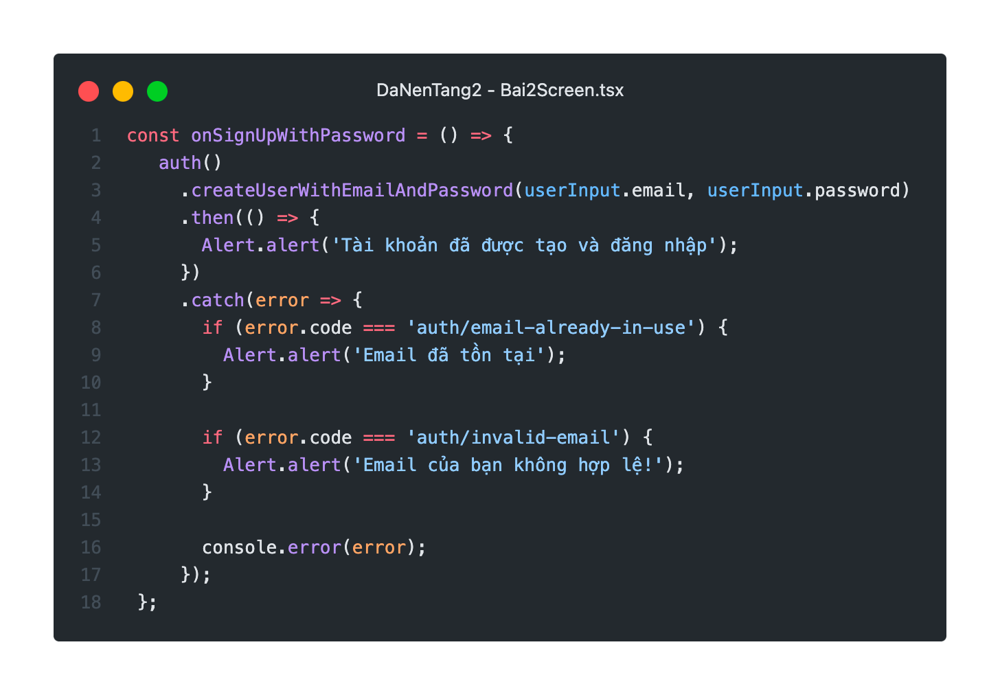 DaNenTang2 - Bai2Screen.tsx
1 const onSignUpWithPassword = () => {
2 auth()
3 .createUserWithEmailAndPassword(userInput.email, userInput.password)
4 .then(() => {
5 Alert.alert('Tài khoản đã được tạo và đăng nhập');
6 })
7 .catch(error => {
8 if (error.code === 'auth/email-already-in-use') {
9 Alert.alert('Email đã tồn tại');
10 }
11
12 if (error.code === 'auth/invalid-email') {
13 Alert.alert('Email của bạn không hợp lệ!');
14 }
15
16 console.error(error);
17 });
18 };